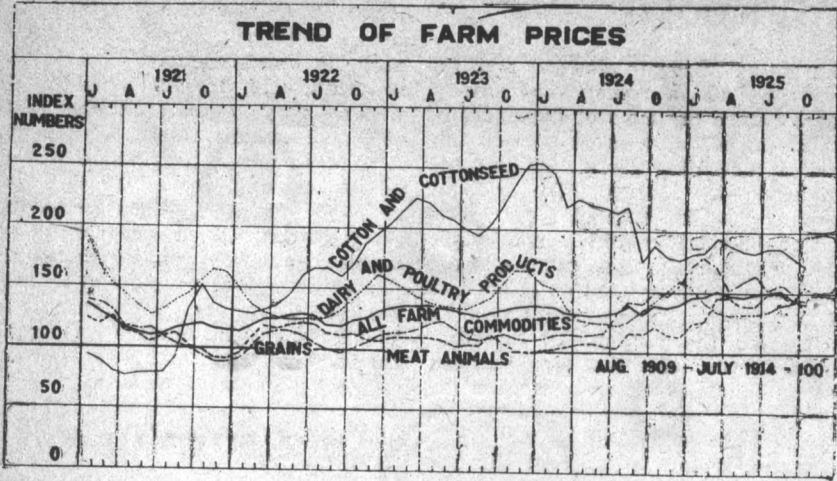 TREND OF FARM PRICES
1921 1922 1923 1924 1925
J A J O J A J O J A J O J A J O J A J O
INDEX
NUMBERS
250
200
150
100
50
0
COTTON AND COTTONSEED
DAIRY AND POULTRY PRODUCTS
ALL FARM COMMODITIES
GRAINS
MEAT ANIMALS
AUG. 1909 - JULY 1914 - 100